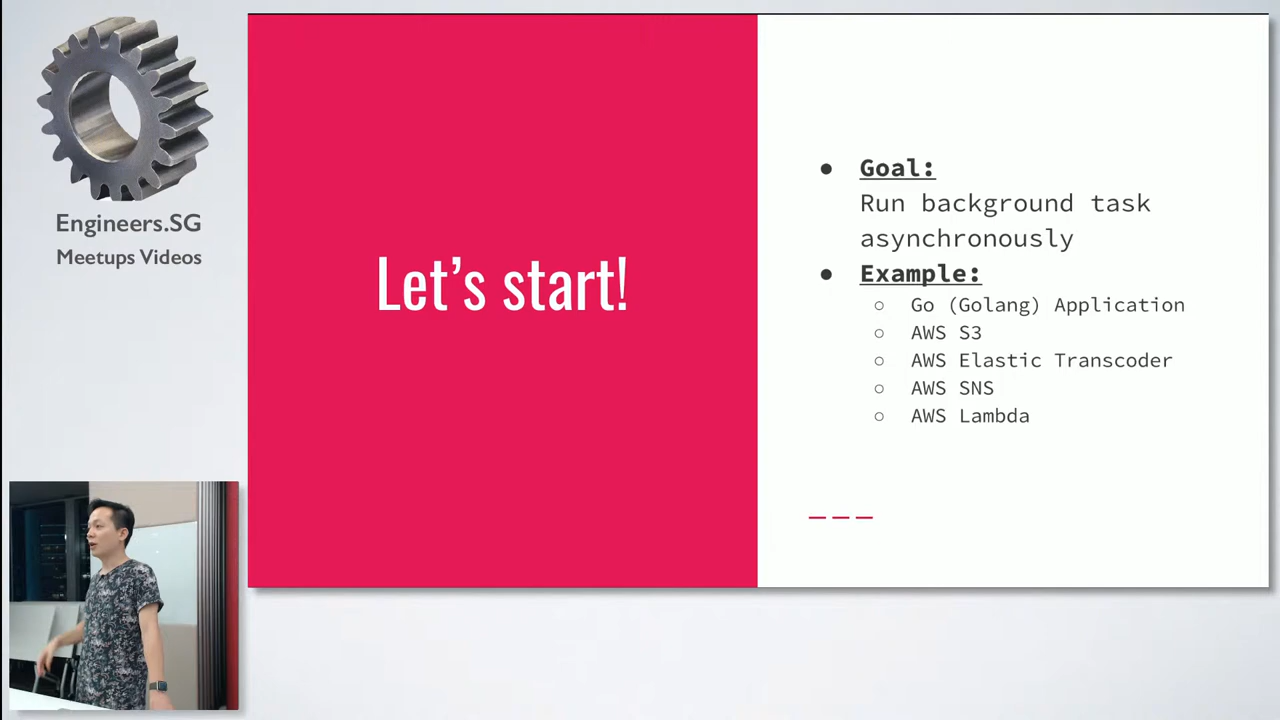 Engineers.SG
Meetups Videos
Let's start!
● Goal:
Run background task
asynchronously
● Example:
○ Go (Golang) Application
○ AWS S3
○ AWS Elastic Transcoder
○ AWS SNS
○ AWS Lambda